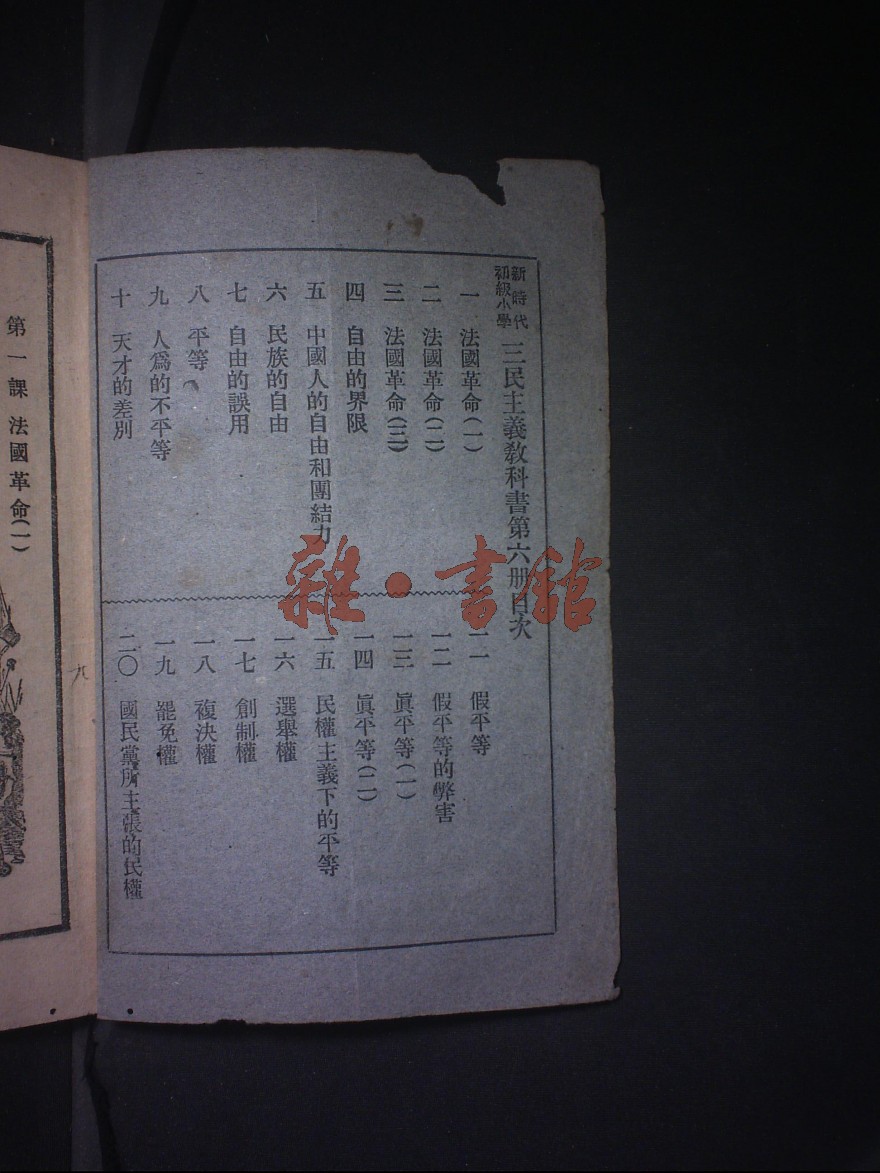 新時代
初級小學
三民主義教科書第六册目次
一 法國革命(一)
二 法國革命(二)
三 法國革命(三)
四 自由的界限
五 中國人的自由和團結力
六 民族的自由
七 自由的誤用
八 平等
九 人爲的不平等
十 天才的差別
一一 假平等
一二 假平等的弊害
一三 眞平等(一)
一四 眞平等(二)
一五 民權主義下的平等
一六 選舉權
一七 創制權
一八 複決權
一九 罷免權
二〇 國民黨所主張的民權
第一課 法國革命(一)
雜·書館